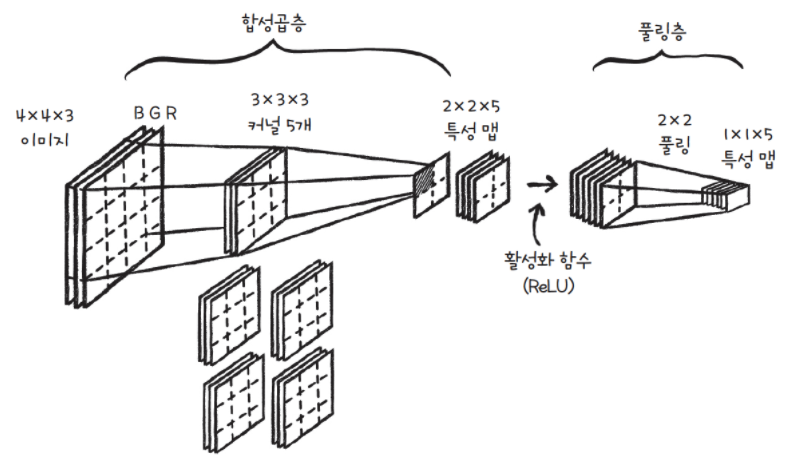 합성곱층
풀링층
4×4×3
이미지
B G R
3×3×3
커널 5개
2×2×5
특성 맵
2×2
풀링
1×1×5
특성 맵
활성화 함수
(ReLU)